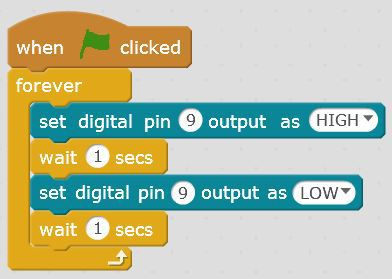 when clicked
forever
set digital pin 9 output as HIGH
wait 1 secs
set digital pin 9 output as LOW
wait 1 secs